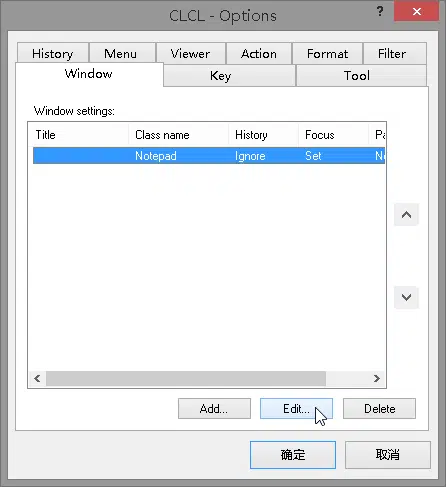 CLCL - Options
?
History Menu Viewer Action Format Filter
Window Key Tool
Window settings:
Title Class name History Focus Pa
Notepad Ignore Set No
Add... Edit... Delete
确定 取消